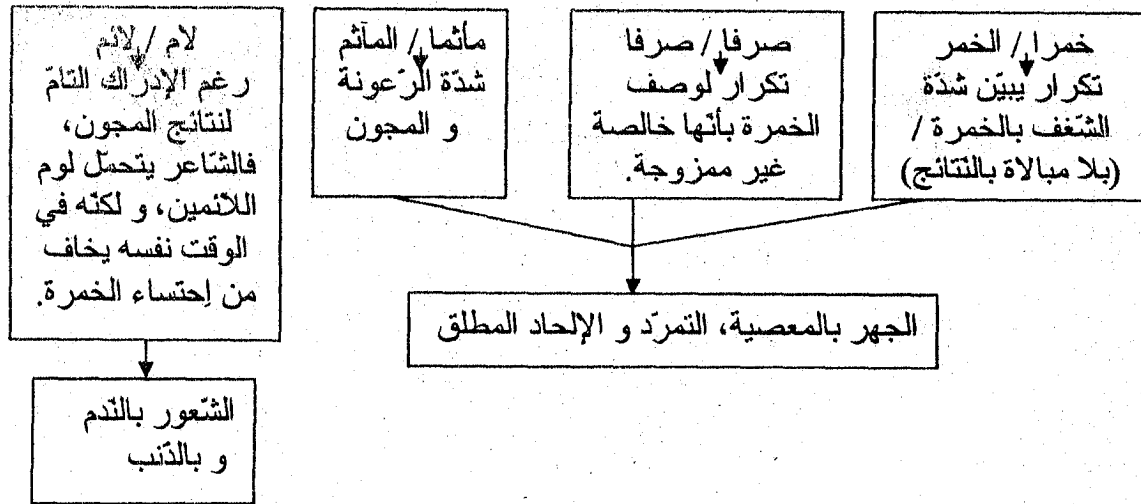 خمرا / الخمر
تكرار يبيّن شدّة
الشّغف بالخمرة /
(بلا مبالاة بالنّتائج)
صرفا / صرفا
تكرار لوصف
الخمرة بأنّها خالصة
غير ممزوجة.
مأثما / المآثم
شدّة الرّعونة
و المجون
لام / لائم
رغم الإدراك التامّ
لنتائج المجون،
فالشّاعر يتحمّل لوم
اللاّئمين، و لكنّه في
الوقت نفسه يخاف
من إحتساء الخمرة.
الجهر بالمعصية، التمرّد و الإلحاد المطلق
الشّعور بالنّدم
و بالذّنب